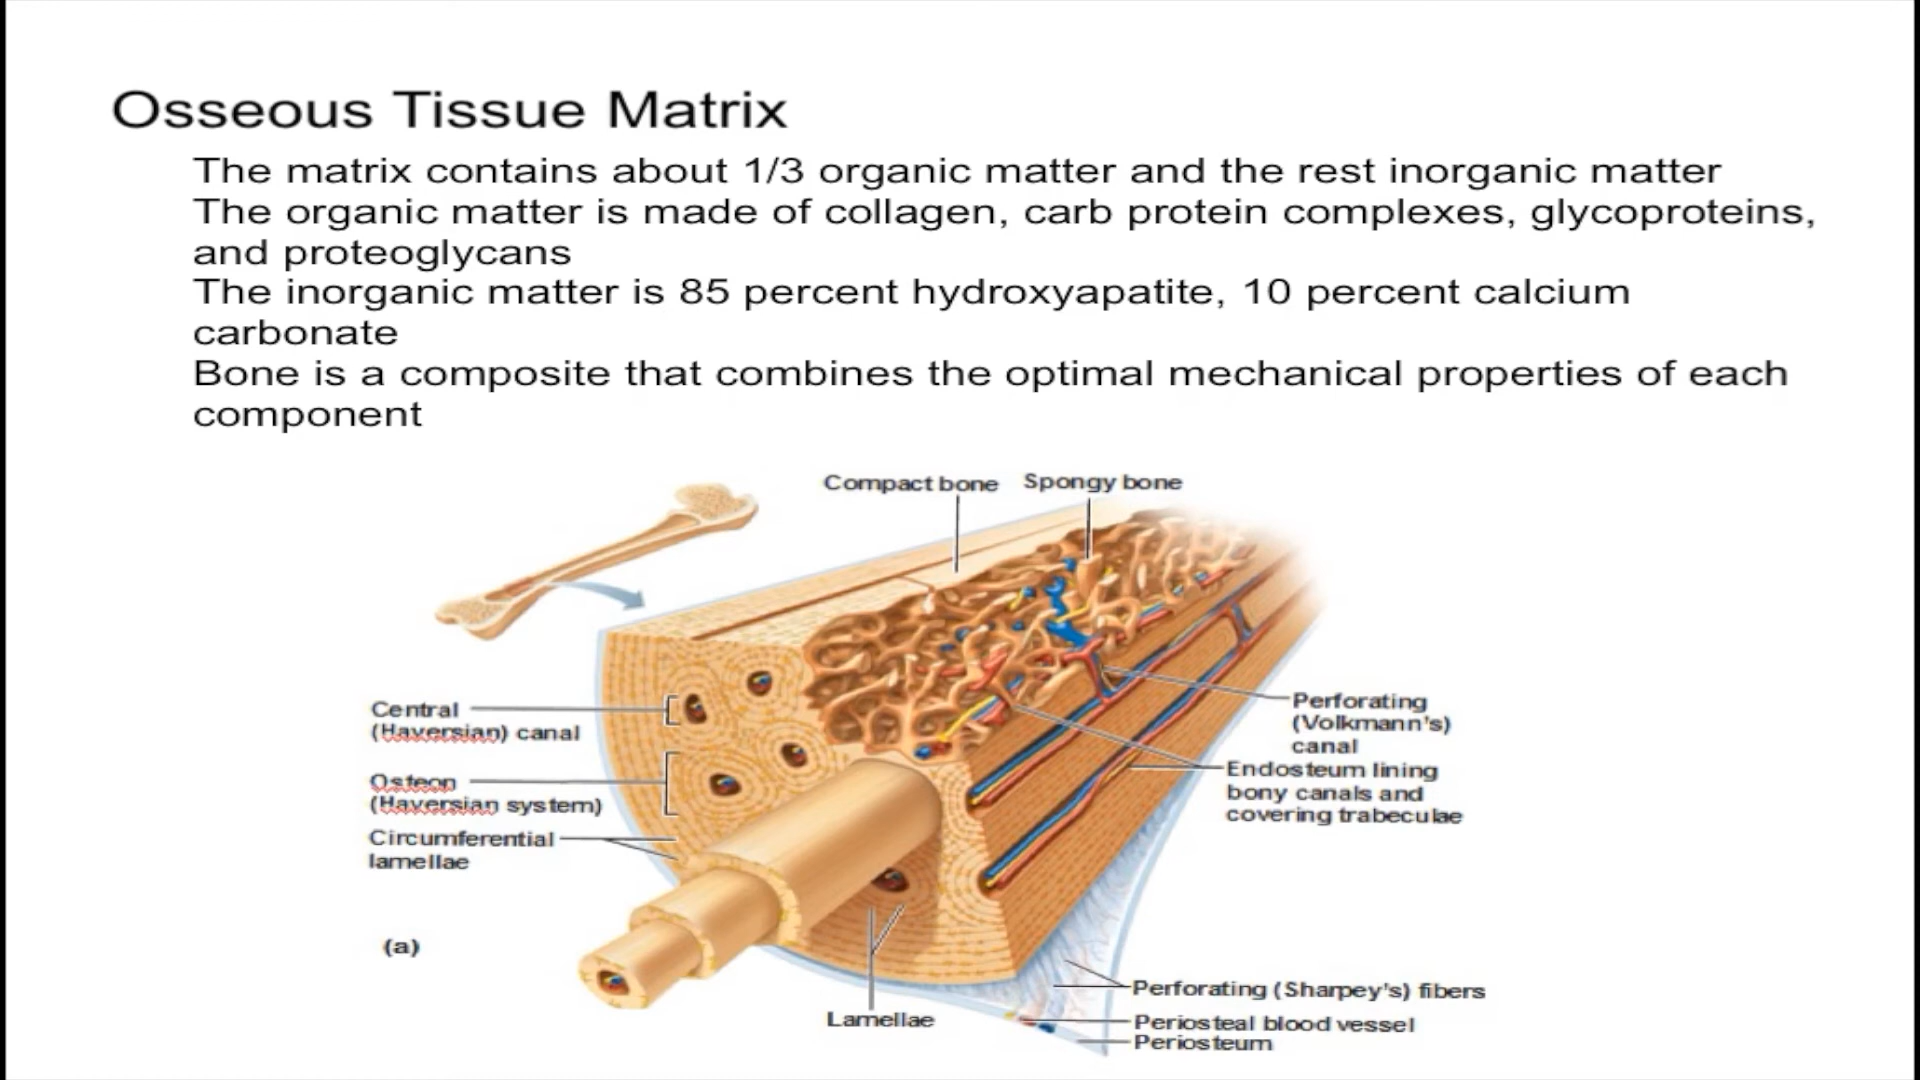 Osseous Tissue Matrix
The matrix contains about 1/3 organic matter and the rest inorganic matter
The organic matter is made of collagen, carb protein complexes, glycoproteins,
and proteoglycans
The inorganic matter is 85 percent hydroxyapatite, 10 percent calcium
carbonate
Bone is a composite that combines the optimal mechanical properties of each
component
Compact bone
Spongy bone
Central
(Haversian) canal
Osteon
(Haversian system)
Circumferential
lamellae
(a)
Lamellae
Perforating
(Volkmann's)
canal
Endosteum lining
bony canals and
covering trabeculae
Perforating (Sharpey's) fibers
Periosteal blood vessel
Periosteum